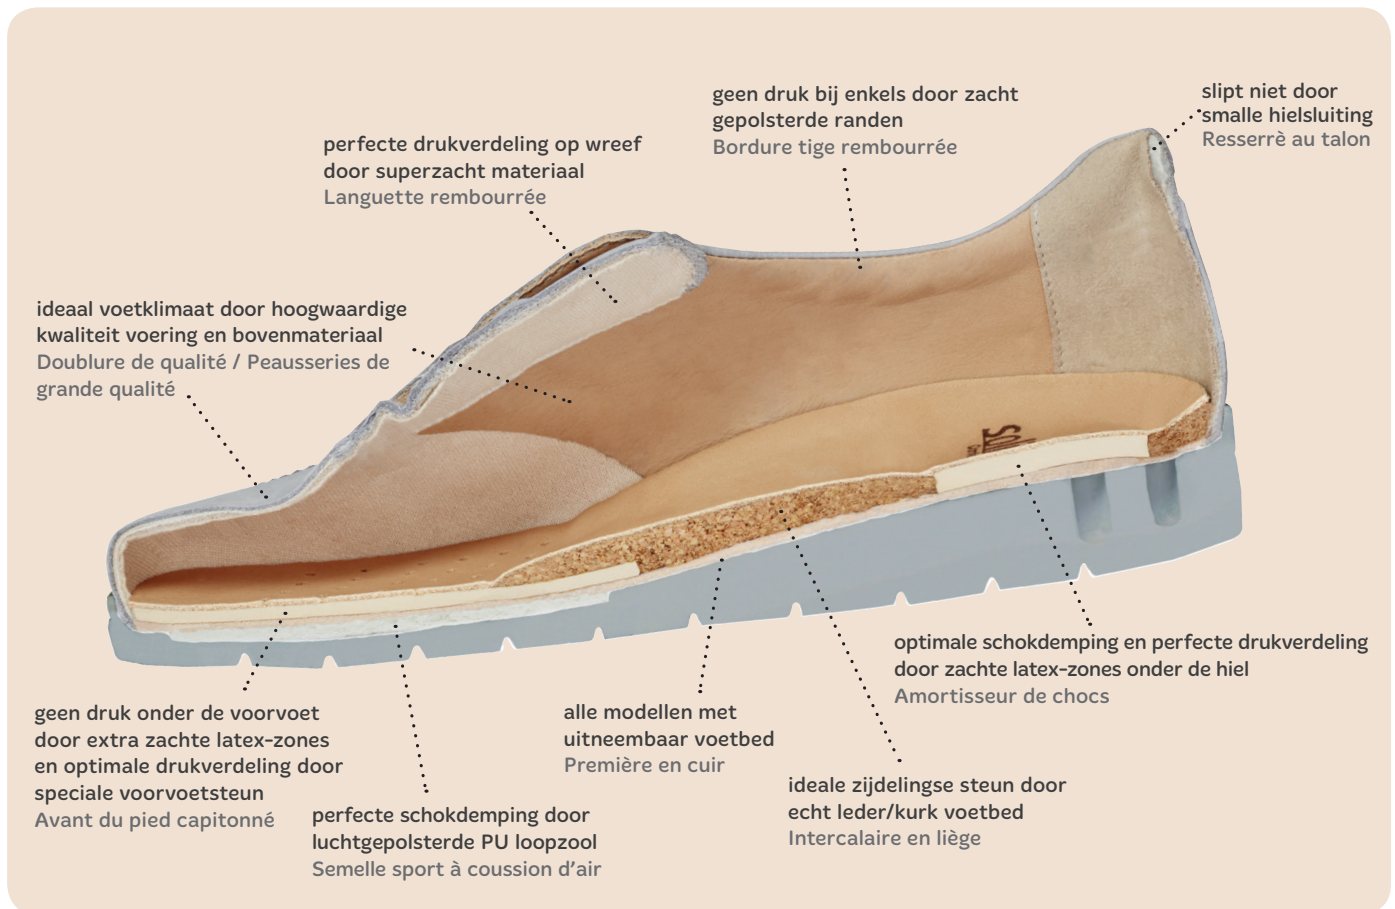 geen druk bij enkels door zacht
gepolsterde randen
Bordure tige rembourrée
slipt niet door
smalle hielsluiting
Resserrè au talon
perfecte drukverdeling op wreef
door superzacht materiaal
Languette rembourrée
ideaal voetklimaat door hoogwaardige
kwaliteit voering en bovenmateriaal
Doublure de qualité / Peausseries de
grande qualité
optimale schokdemping en perfecte drukverdeling
door zachte latex-zones onder de hiel
Amortisseur de chocs
geen druk onder de voorvoet
door extra zachte latex-zones
en optimale drukverdeling door
speciale voorvoetsteun
Avant du pied capitonné
alle modellen met
uitneembaar voetbed
Première en cuir
ideale zijdelingse steun door
echt leder/kurk voetbed
Intercalaire en liège
perfecte schokdemping door
luchtgepolsterde PU loopzool
Semelle sport à coussion d'air